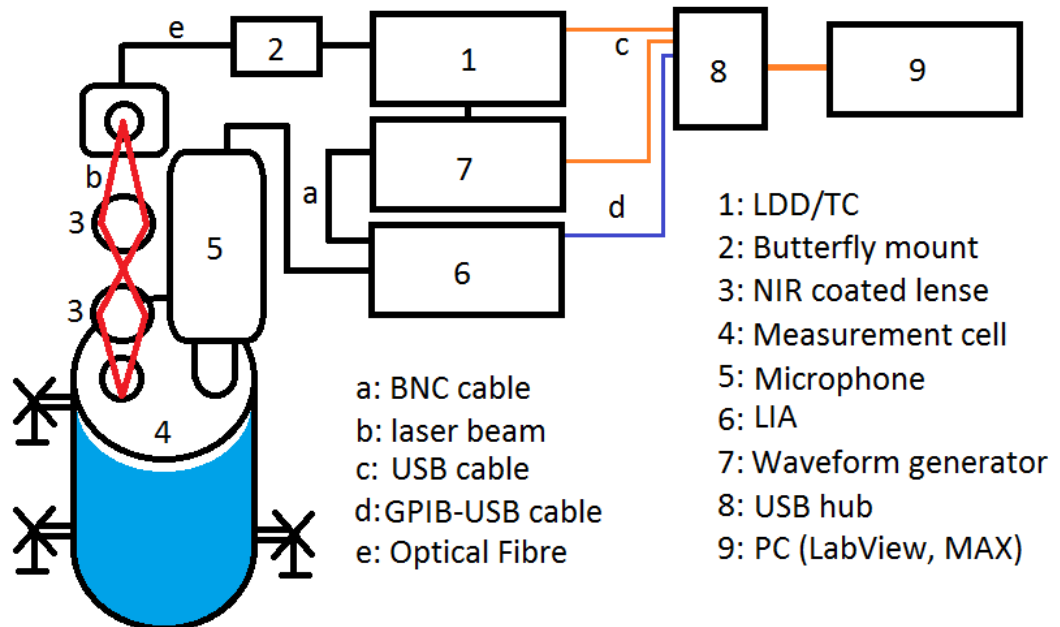 e
2
1
c
8
9
b
a
7
d
3
5
6
3
4
1: LDD/TC
2: Butterfly mount
3: NIR coated lense
4: Measurement cell
5: Microphone
6: LIA
7: Waveform generator
8: USB hub
9: PC (LabView, MAX)
a: BNC cable
b: laser beam
c: USB cable
d: GPIB-USB cable
e: Optical Fibre